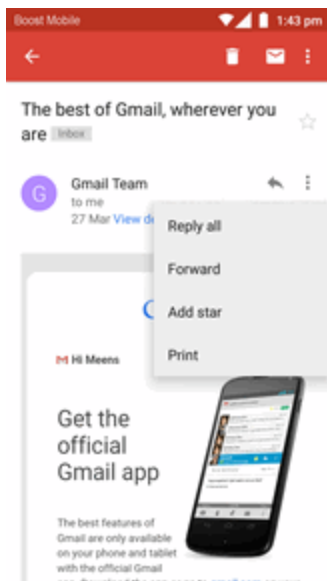 Boost Mobile 1:43 pm
The best of Gmail, wherever you
are Inbox
G
Gmail Team
to me
27 Mar View de
Reply all
Forward
Add star
Print
Hi Meens
Get the
official
Gmail app
The best features of
Gmail are only available
on your phone and tablet
with the official Gmail